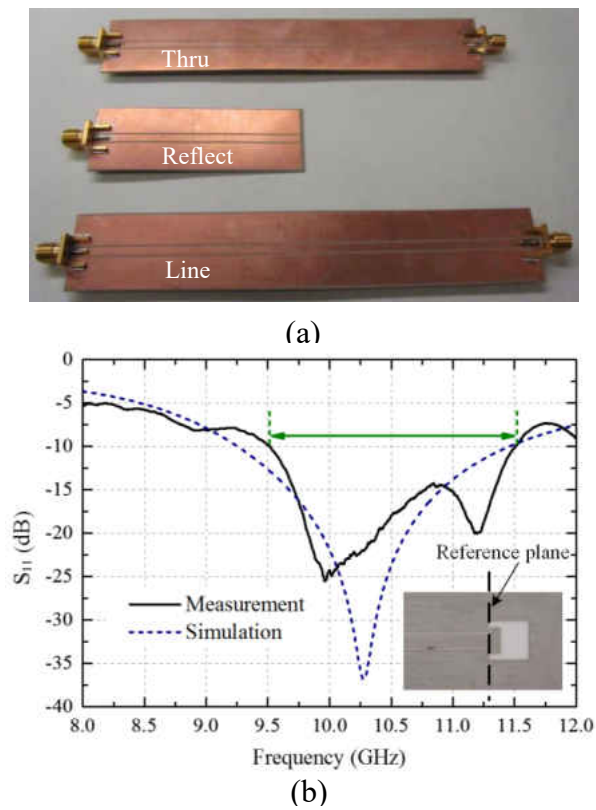 Thru
Reflect
Line
(a)
0
-5
-10
-15
-20
-25
-30
-35
-40
S11 (dB)
Reference plane
Measurement
Simulation
8.0 8.5 9.0 9.5 10.0 10.5 11.0 11.5 12.0
Frequency (GHz)
(b)